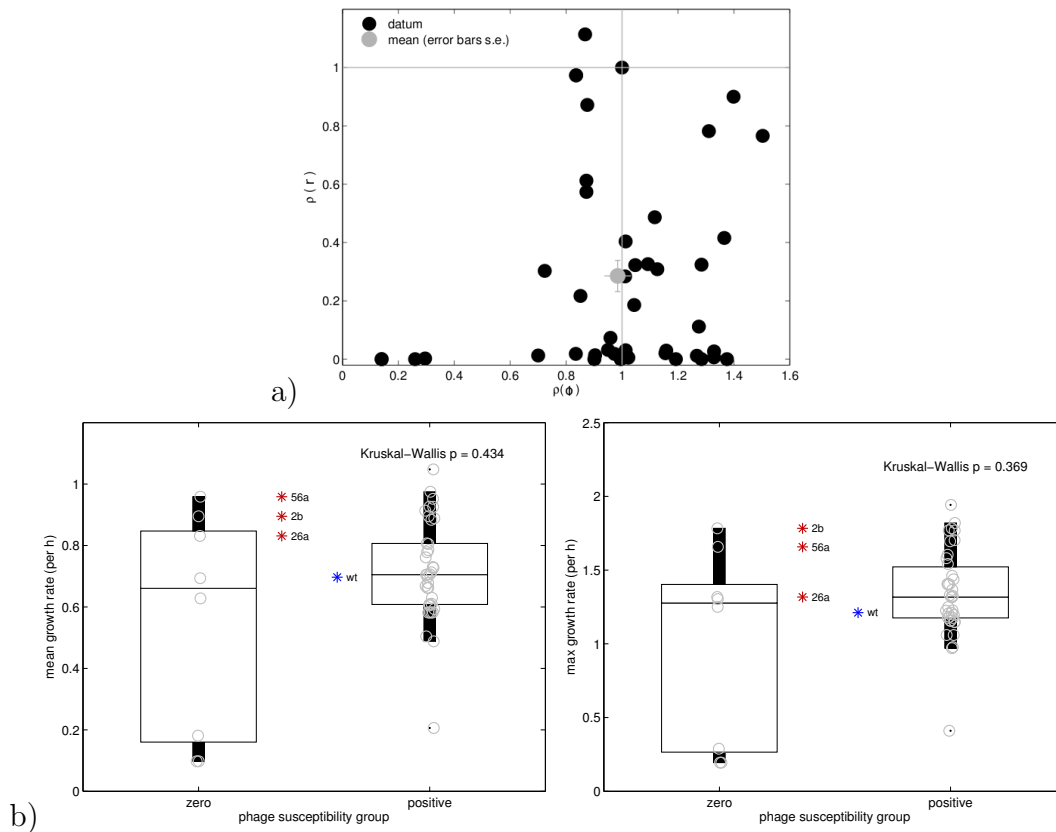 datum
mean (error bars s.e.)
1
0.8
0.6
0.4
0.2
0
ρ(r)
0 0.2 0.4 0.6 0.8 1 1.2 1.4 1.6
ρ(ϕ)
a)
Kruskal−Wallis p = 0.434
56a
2b
26a
wt
1
0.8
0.6
0.4
0.2
0
mean growth rate (per h)
zero positive
phage susceptibility group
b)
2.5
2
1.5
1
0.5
0
max growth rate (per h)
Kruskal−Wallis p = 0.369
2b
56a
26a
wt
zero positive
phage susceptibility group